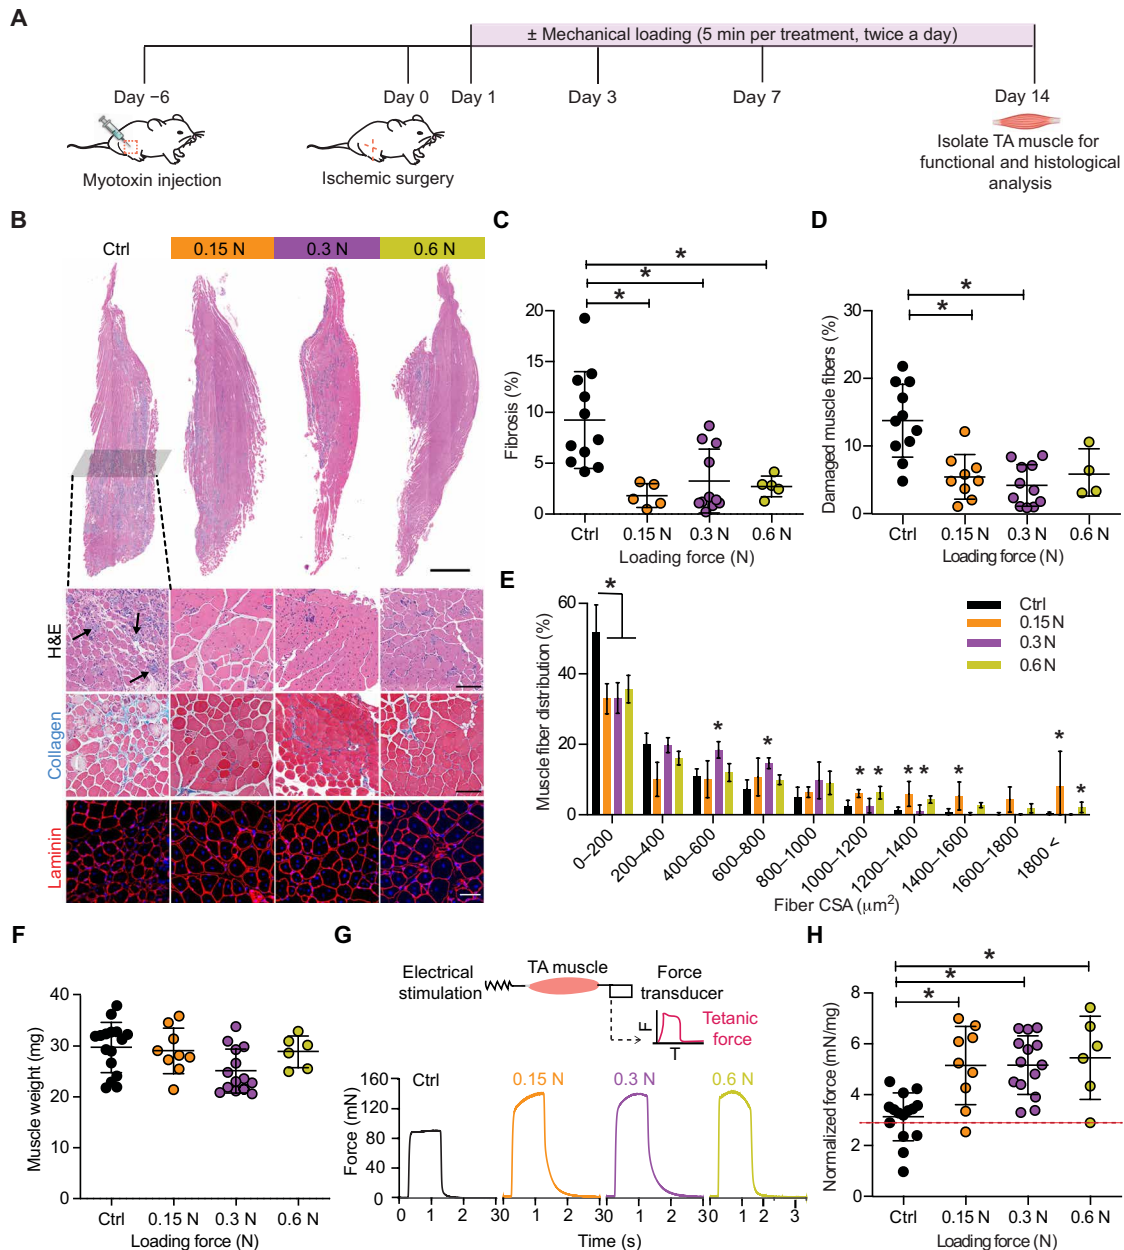 A
± Mechanical loading (5 min per treatment, twice a day)
Day −6
Day 0
Day 1
Day 3
Day 7
Day 14
Myotoxin injection
Ischemic surgery
Isolate TA muscle for
functional and histological
analysis
B
Ctrl
0.15 N
0.3 N
0.6 N
H&E
Collagen
Laminin
C
*
*
*
Fibrosis (%)
20
15
10
5
0
Ctrl
0.15 N
0.3 N
0.6 N
Loading force (N)
D
*
*
Damaged muscle fibers (%)
30
20
10
0
Ctrl
0.15 N
0.3 N
0.6 N
Loading force (N)
E
Muscle fiber distribution (%)
60
40
20
0
*
*
*
*
*
*
*
*
*
*
Ctrl
0.15 N
0.3 N
0.6 N
0–200
200–400
400–600
600–800
800–1000
1000–1200
1200–1400
1400–1600
1600–1800
1800 <
Fiber CSA (μm²)
F
Muscle weight (mg)
40
30
20
10
0
Ctrl
0.15 N
0.3 N
0.6 N
Loading force (N)
G
Electrical
stimulation
TA muscle
Force
transducer
F
T
Tetanic
force
Force (mN)
160
120
80
40
0
Ctrl
0.15 N
0.3 N
0.6 N
0 1 2 30 1 2 30 1 2 30 1 2 3
Time (s)
H
*
*
*
Normalized force (mN/mg)
8
6
4
2
0
Ctrl
0.15 N
0.3 N
0.6 N
Loading force (N)